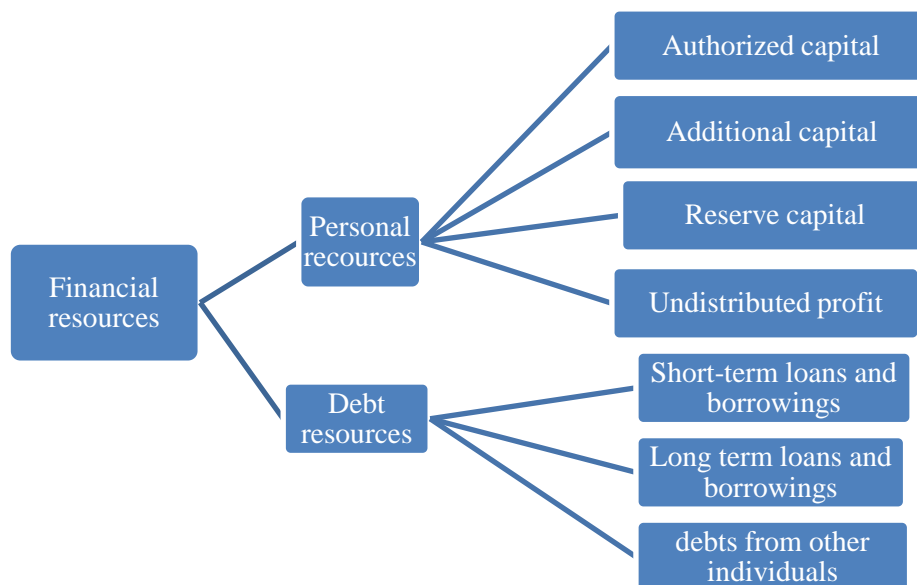 Financial
resources
Personal
recources
Debt
resources
Authorized capital
Additional capital
Reserve capital
Undistributed profit
Short-term loans and
borrowings
Long term loans and
borrowings
debts from other
individuals